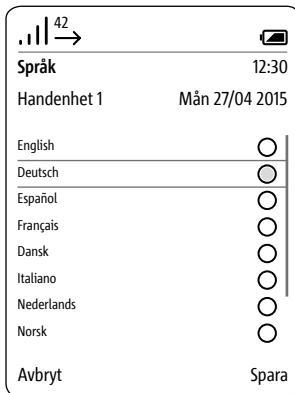 42
Språk 12:30
Handenhet 1 Mån 27/04 2015
English
Deutsch
Español
Français
Dansk
Italiano
Nederlands
Norsk
Avbryt Spara